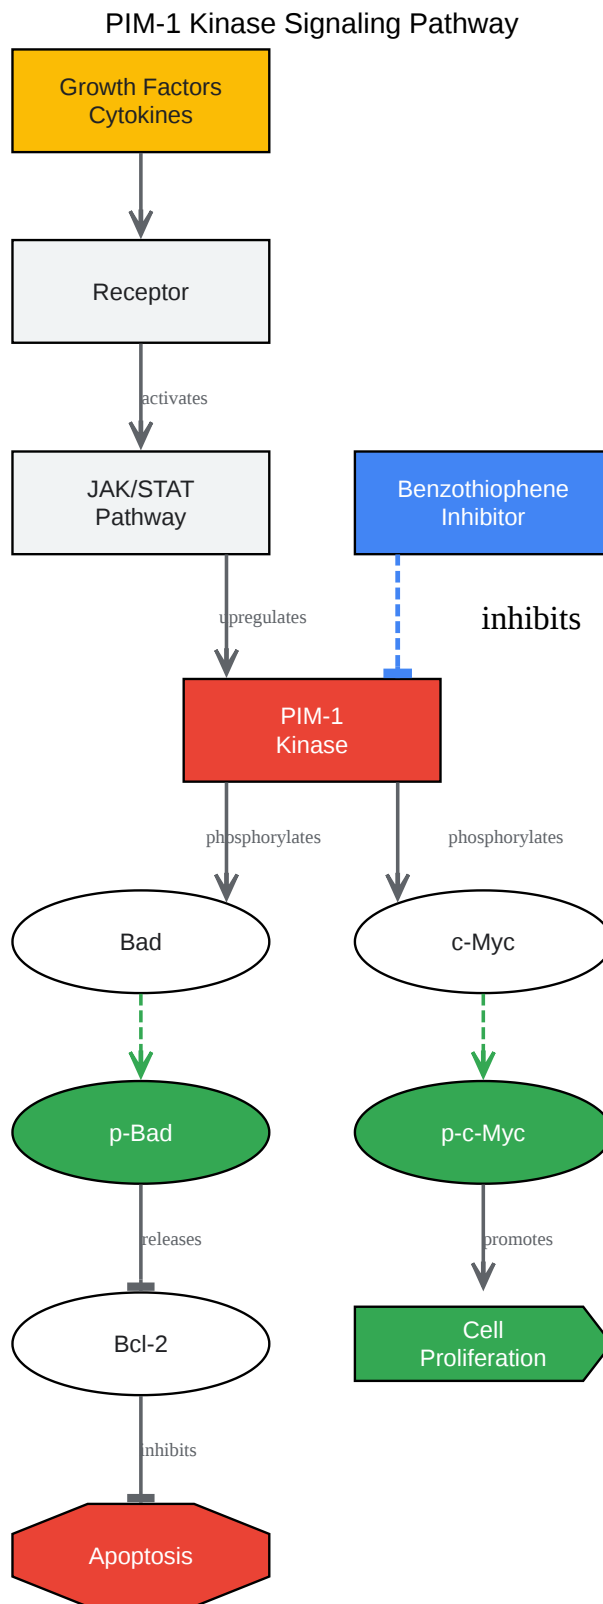 PIM-1 Kinase Signaling Pathway
Growth Factors
Cytokines
Receptor
activates
JAK/STAT
Pathway
Benzothiophene
Inhibitor
upregulates
inhibits
PIM-1
Kinase
phosphorylates
phosphorylates
Bad
c-Myc
p-Bad
p-c-Myc
releases
promotes
Bcl-2
Cell
Proliferation
inhibits
Apoptosis